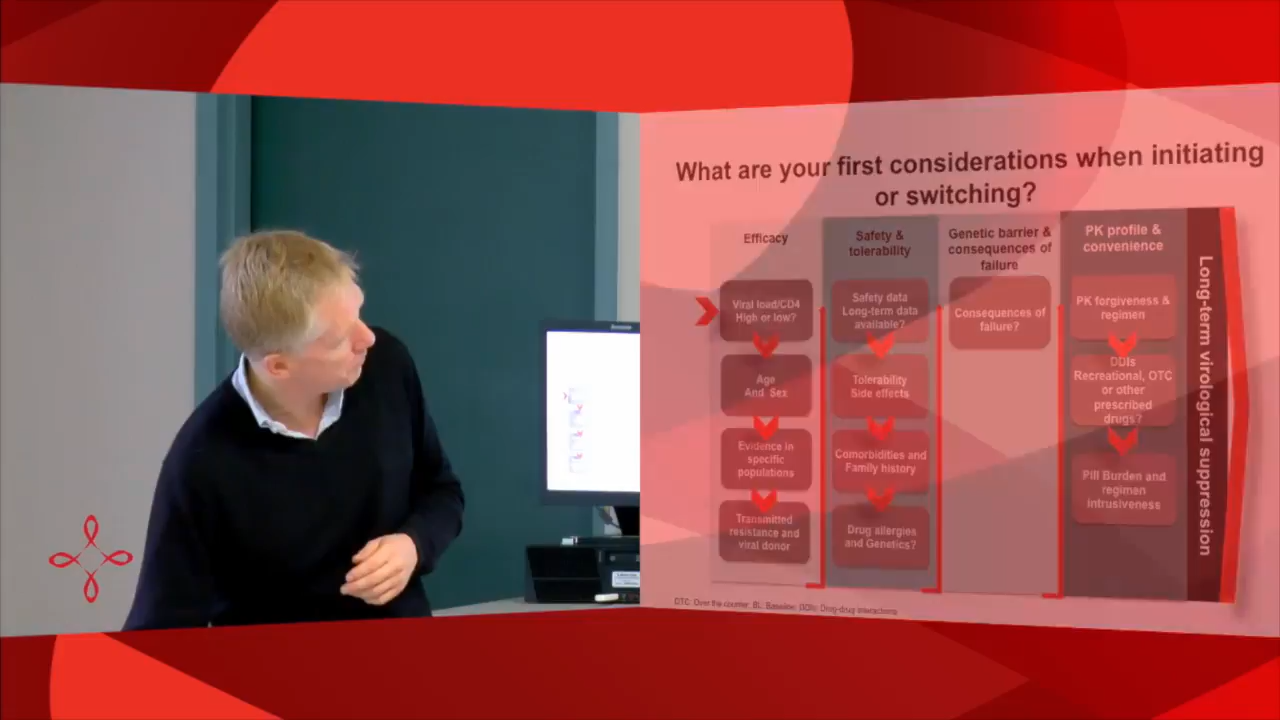 What are your first considerations when initiating
or switching?
Efficacy
Viral load/CD4
High or low?
Age
And Sex
Evidence in
specific
populations
Transmitted
resistance and
viral donor
Safety &
tolerability
Safety data
Long-term data
available?
Tolerability
Side effects
Comorbidities and
Family history
Drug allergies
and Genetics?
Genetic barrier &
consequences of
failure
Consequences of
failure?
PK profile &
convenience
PK forgiveness &
regimen
DDIs
Recreational, OTC
or other
prescribed
drugs?
Pill Burden and
regimen
intrusiveness
Long-term virological suppression
OTC: Over the counter; BL: Baseline; DDIs: Drug-drug interactions